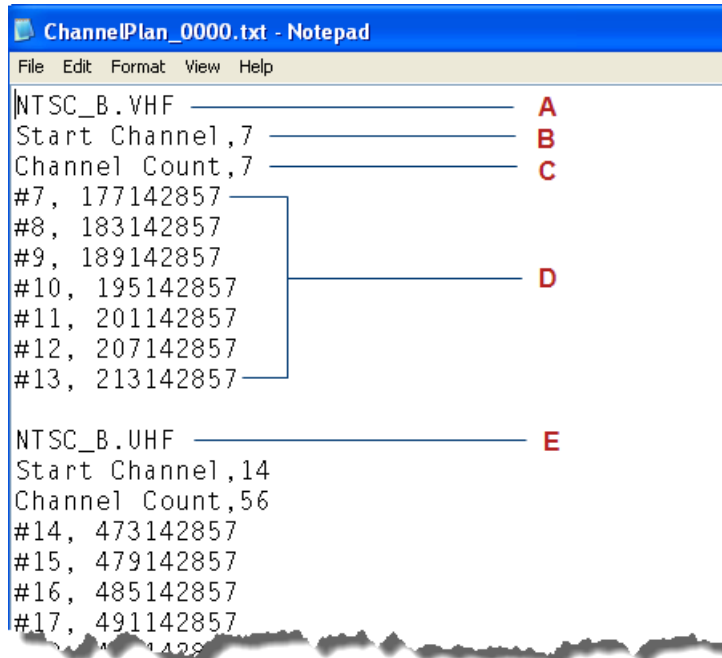 ChannelPlan_0000.txt - Notepad
File Edit Format View Help
NTSC_B.VHF A
Start Channel,7 B
Channel Count,7 C
#7, 177142857
#8, 183142857
#9, 189142857
#10, 195142857 D
#11, 201142857
#12, 207142857
#13, 213142857
NTSC_B.UHF E
Start Channel,14
Channel Count,56
#14, 473142857
#15, 479142857
#16, 485142857
#17, 491142857